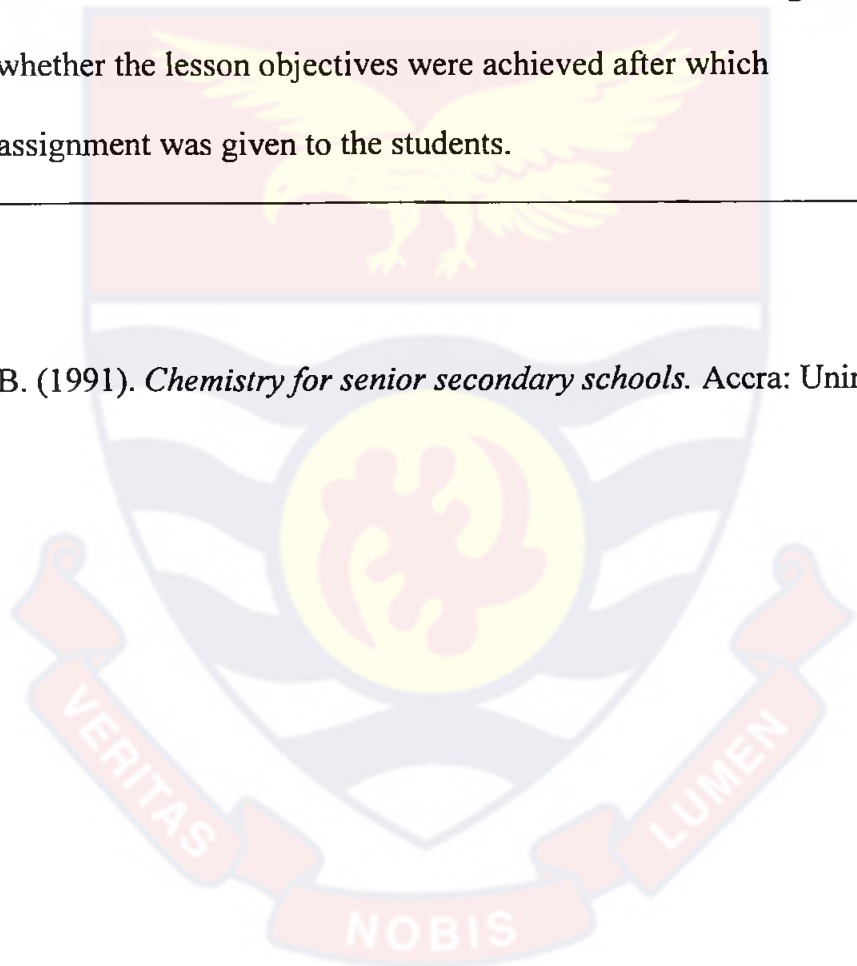 whether the lesson objectives were achieved after which
assignment was given to the students.
B. (1991). Chemistry for senior secondary schools. Accra:
VERITAS
NOBIS
LUMEN